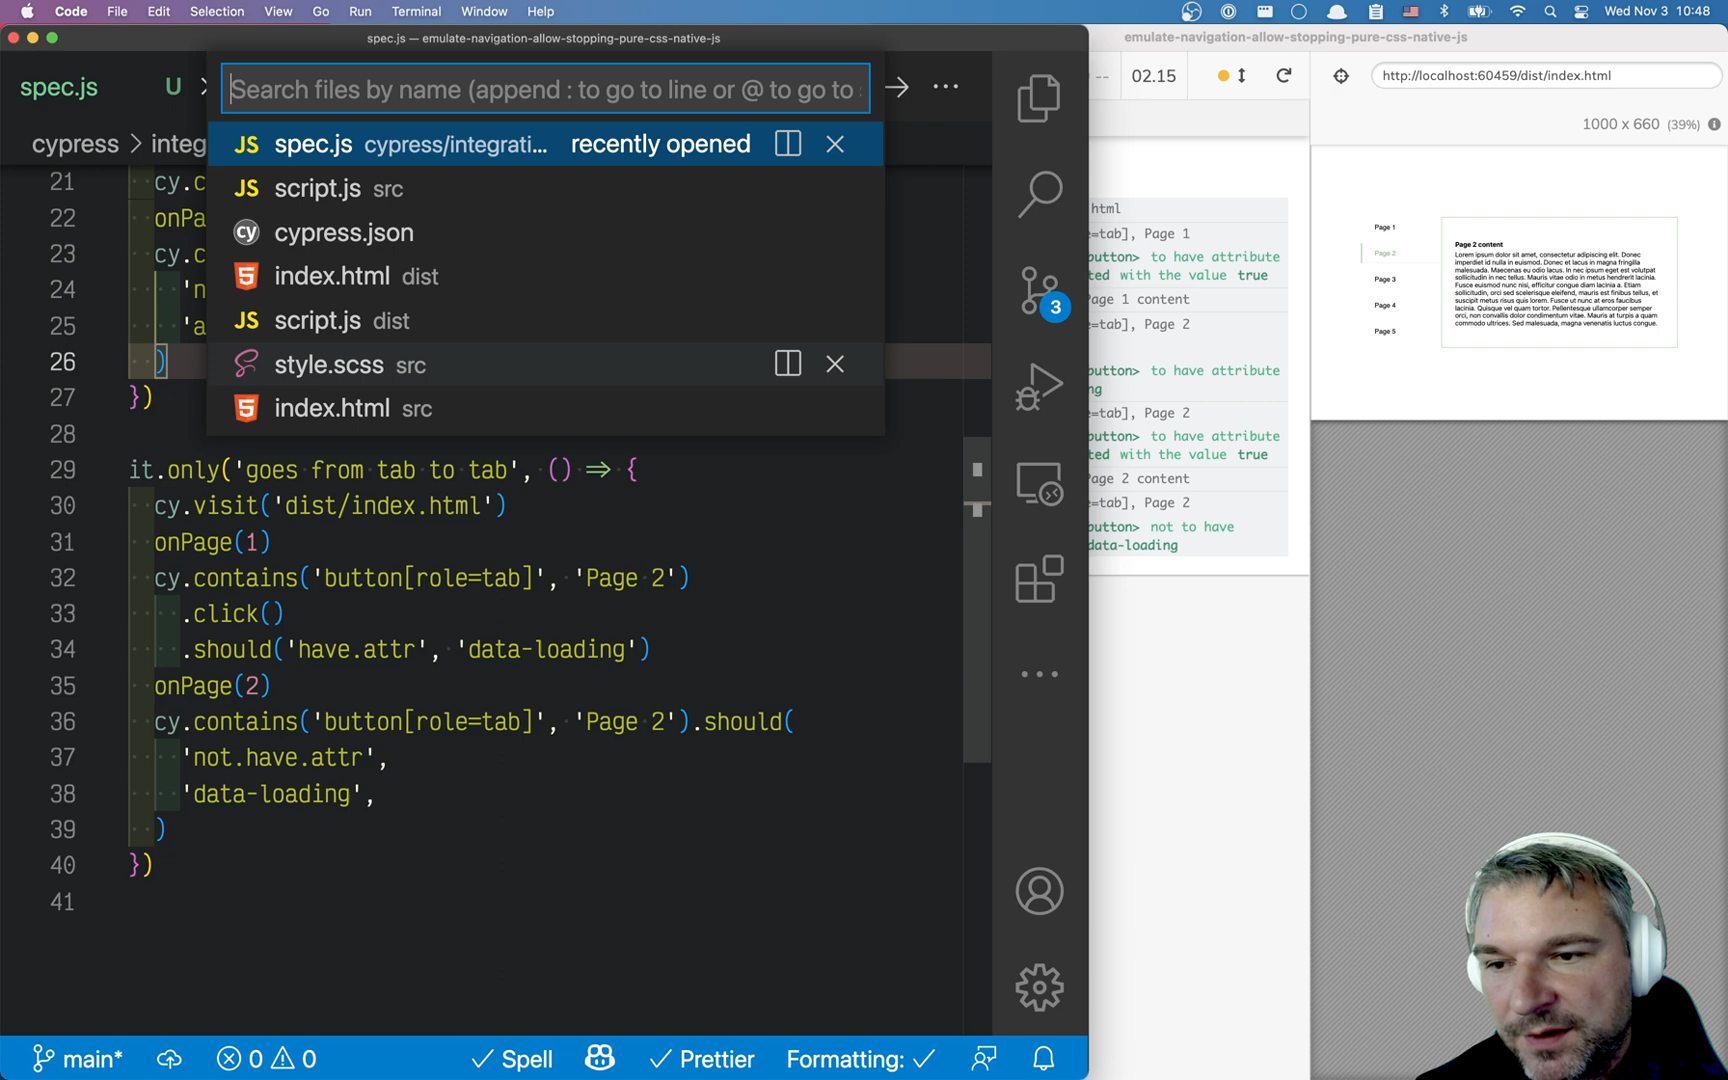 Code File Edit Selection View Go Run Terminal Window Help Wed Nov 3 10:48
spec.js — emulate-navigation-allow-stopping-pure-css-native-js
emulate-navigation-allow-stopping-pure-css-native-js
spec.js U
Search files by name (append : to go to line or @ to go to
cypress > integ
JS spec.js cypress/integrati... recently opened
JS script.js src
cy cypress.json
index.html dist
JS script.js dist
style.scss src
index.html src
21 cy.c
22 onPa
23 cy.c
24 'n
25 'a
26 )
27 })
28
29 it.only('goes from tab to tab', () => {
30 cy.visit('dist/index.html')
31 onPage(1)
32 cy.contains('button[role=tab]', 'Page 2')
33 .click()
34 .should('have.attr', 'data-loading')
35 onPage(2)
36 cy.contains('button[role=tab]', 'Page 2').should(
37 'not.have.attr',
38 'data-loading',
39 )
40 })
41
3
main* 0 0 Spell Prettier Formatting:
-- 02.15
http://localhost:60459/dist/index.html
1000 x 660 (39%)
html
=tab], Page 1
button> to have attribute
ted with the value true
Page 1 content
=tab], Page 2
button> to have attribute
ng
=tab], Page 2
button> to have attribute
ted with the value true
Page 2 content
=tab], Page 2
button> not to have
data-loading
Page 1
Page 2
Page 3
Page 4
Page 5
Page 2 content
Lorem ipsum dolor sit amet, consectetur adipiscing elit. Donec
imperdiet id nulla in euismod. Donec et lacus in magna fringilla
malesuada. Maecenas eu odio lacus. In nec ipsum eget est volutpat
sollicitudin in nec tellus. Mauris vitae odio in metus hendrerit lacinia.
Fusce euismod nunc nisi, efficitur congue diam lacinia a. Etiam
sollicitudin, orci sed scelerisque eleifend, mauris est finibus tellus, et
suscipit metus risus quis lorem. Fusce ut nunc at eros faucibus
lacinia. Quisque vel quam tortor. Pellentesque ullamcorper semper
orci, non convallis dolor condimentum vitae. Mauris at turpis a quam
commodo ultrices. Sed malesuada, magna venenatis luctus congue.